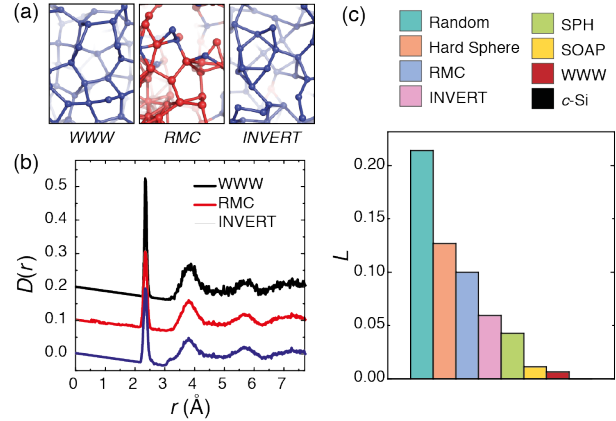 (a)
WWW
RMC
INVERT
(b)
WWW
RMC
INVERT
D(r)
0.5
0.4
0.3
0.2
0.1
0.0
0 1 2 3 4 5 6 7
r (Å)
(c)
Random
Hard Sphere
RMC
INVERT
SPH
SOAP
WWW
c-Si
L
0.20
0.15
0.10
0.05
0.00